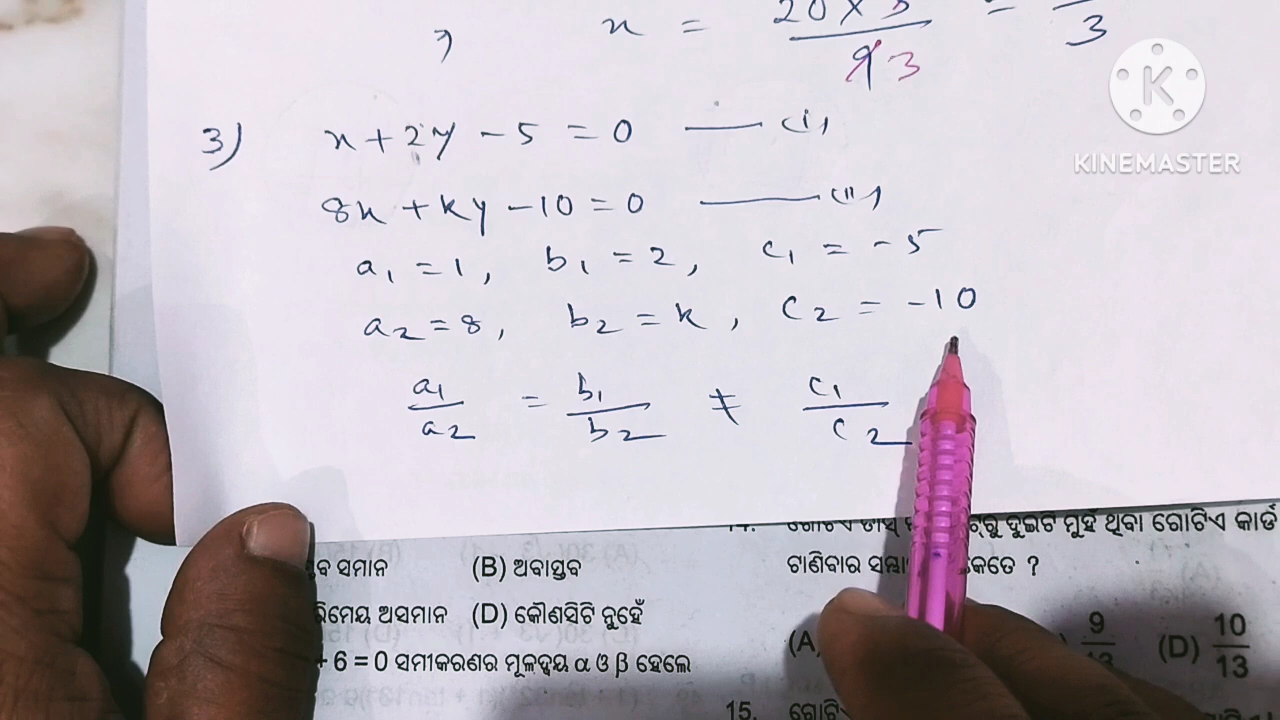 , x = 20 × 3 / 9 3 = / 3
KINEMASTER
3) x + 2y - 5 = 0 —— (i)
8x + ky - 10 = 0 —— (ii)
a1 = 1, b1 = 2, c1 = -5
a2 = 8, b2 = k, c2 = -10
a1/a2 = b1/b2 ≠ c1/c2
ଗୋଟିଏ ତାସ୍ ଦୁଇଟି ମୁହଁ ଥିବା ଗୋଟିଏ କାର୍ଡ
ସମାନ (B) ଅବାସ୍ତବ
ଟାଣିବାର କେତେ ?
ଅସମାନ (D) କୌଣସିଟି ନୁହେଁ
(A) 9/13 (D) 10/13
+ 6 = 0 ସମୀକରଣର ମୂଳଦ୍ୱୟ α ଓ β ହେଲେ
15.